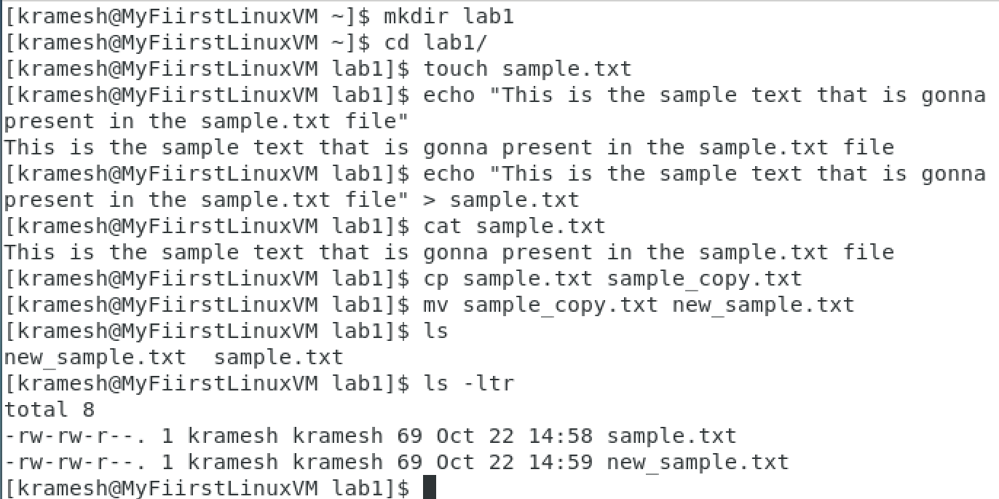 [kramesh@MyFiirstLinuxVM ~]$ mkdir lab1
[kramesh@MyFiirstLinuxVM ~]$ cd lab1/
[kramesh@MyFiirstLinuxVM lab1]$ touch sample.txt
[kramesh@MyFiirstLinuxVM lab1]$ echo "This is the sample text that is gonna
present in the sample.txt file"
This is the sample text that is gonna present in the sample.txt file
[kramesh@MyFiirstLinuxVM lab1]$ echo "This is the sample text that is gonna
present in the sample.txt file" > sample.txt
[kramesh@MyFiirstLinuxVM lab1]$ cat sample.txt
This is the sample text that is gonna present in the sample.txt file
[kramesh@MyFiirstLinuxVM lab1]$ cp sample.txt sample_copy.txt
[kramesh@MyFiirstLinuxVM lab1]$ mv sample_copy.txt new_sample.txt
[kramesh@MyFiirstLinuxVM lab1]$ ls
new_sample.txt  sample.txt
[kramesh@MyFiirstLinuxVM lab1]$ ls -ltr
total 8
-rw-rw-r--. 1 kramesh kramesh 69 Oct 22 14:58 sample.txt
-rw-rw-r--. 1 kramesh kramesh 69 Oct 22 14:59 new_sample.txt
[kramesh@MyFiirstLinuxVM lab1]$